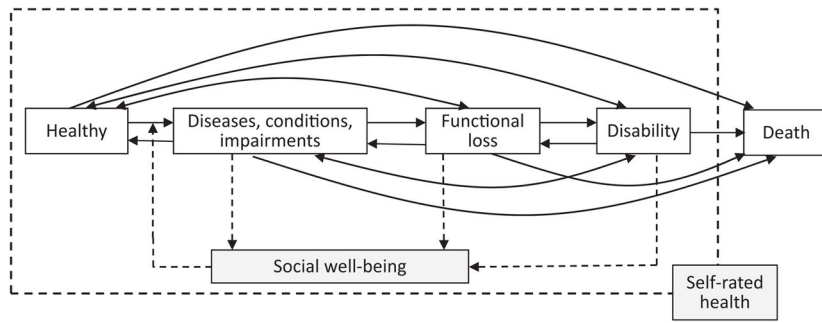 Healthy
Diseases, conditions,
impairments
Functional
loss
Disability
Death
Social well-being
Self-rated
health